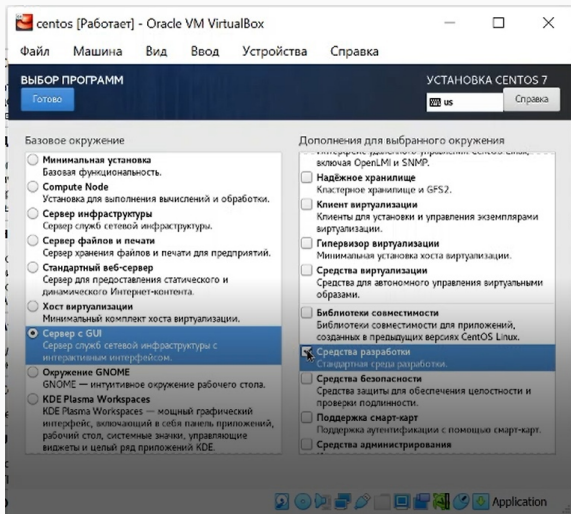 centos [Работает] - Oracle VM VirtualBox
Файл Машина Вид Ввод Устройства Справка
ВЫБОР ПРОГРАММ
УСТАНОВКА CENTOS 7
Готово
us
Справка
Базовое окружение
Минимальная установка
Базовая функциональность.
Compute Node
Установка для выполнения вычислений и обработки.
Сервер инфраструктуры
Сервер служб сетевой инфраструктуры.
Сервер файлов и печати
Сервер хранения файлов и печати для предприятий.
Стандартный веб-сервер
Сервер для предоставления статического и
динамического Интернет-контента.
Хост виртуализации
Минимальный комплект хоста виртуализации.
Сервер с GUI
Сервер служб сетевой инфраструктуры с
интерактивным интерфейсом.
Окружение GNOME
GNOME — интуитивное окружение рабочего стола.
KDE Plasma Workspaces
KDE Plasma Workspaces — мощный графический
интерфейс, включающий в себя панель приложений,
рабочий стол, системные значки, управляющие
виджеты и целый ряд приложений KDE.
Дополнения для выбранного окружения
включая OpenLMI и SNMP.
Надёжное хранилище
Кластерное хранилище и GFS2.
Клиент виртуализации
Клиенты для установки и управления экземплярами
виртуализации.
Гипервизор виртуализации
Минимальная установка хоста виртуализации.
Средства виртуализации
Средства для автономного управления виртуальными
образами.
Библиотеки совместимости
Библиотеки совместимости для приложений,
созданных в предыдущих версиях CentOS Linux.
Средства разработки
Стандартная среда разработки.
Средства безопасности
Средства защиты для обеспечения целостности и
проверки подлинности.
Поддержка смарт-карт
Поддержка аутентификации с помощью смарт-карт.
Средства администрирования
Application